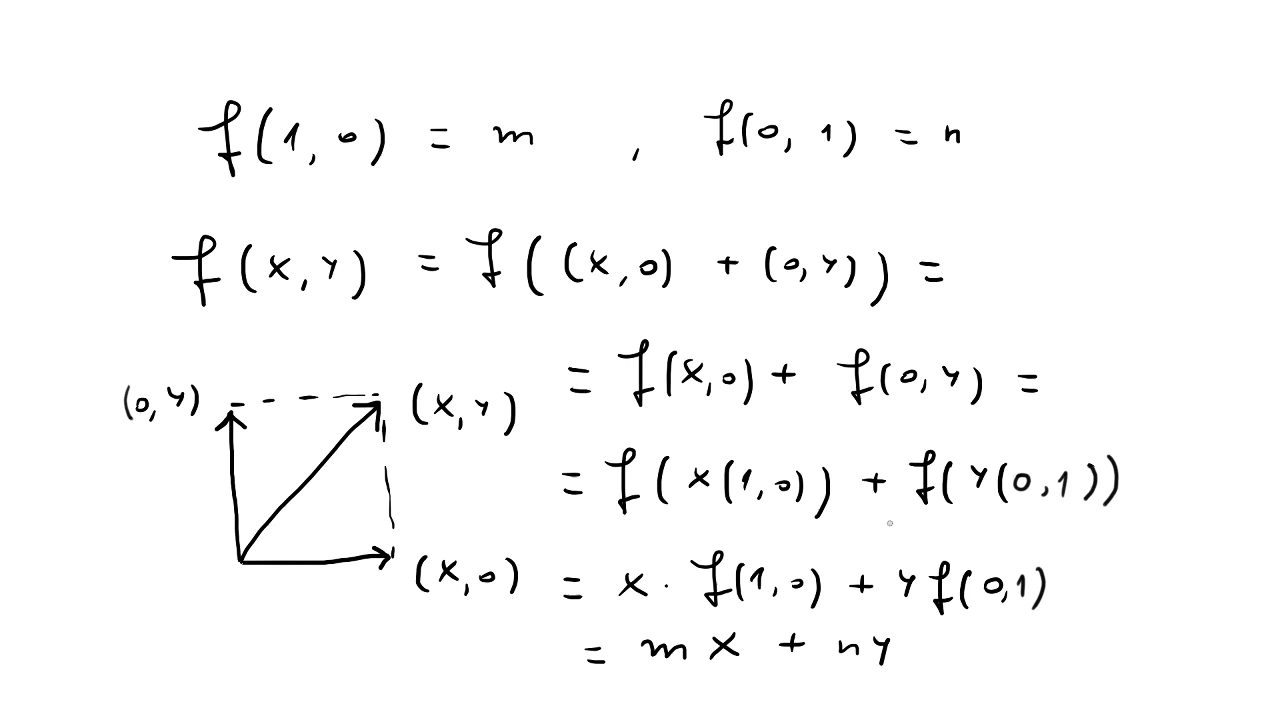 f(1,0) = m , f(0,1) = n
f(x,y) = f((x,0) + (0,y)) =
= f(x,0) + f(0,y) =
(0,y) (x,y)
= f(x(1,0)) + f(y(0,1))
(x,0) = x · f(1,0) + y f(0,1)
= mx + ny